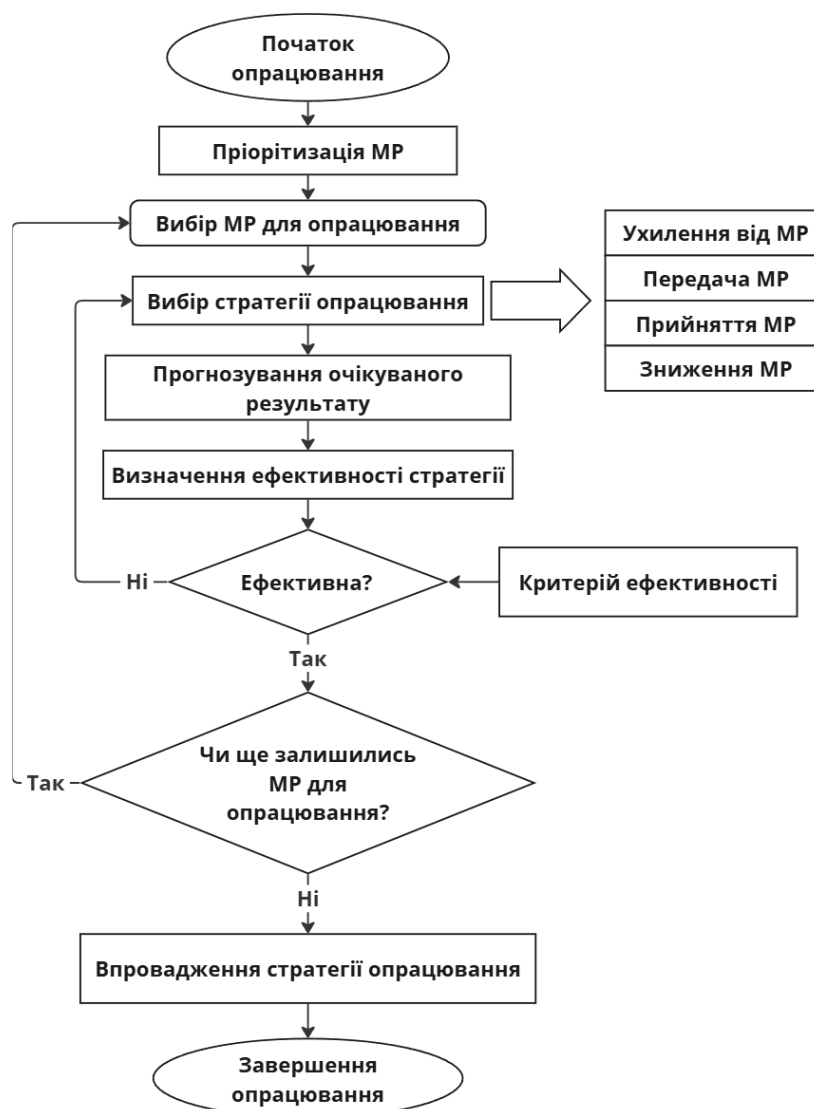 Початок
опрацювання
Пріорітизація МР
Вибір МР для опрацювання
Вибір стратегії опрацювання
Ухилення від МР
Передача МР
Прийняття МР
Зниження МР
Прогнозування очікуваного
результату
Визначення ефективності стратегії
Ні
Ефективна?
Критерій ефективності
Так
Чи ще залишились
МР для
опрацювання?
Так
Ні
Впровадження стратегії опрацювання
Завершення
опрацювання